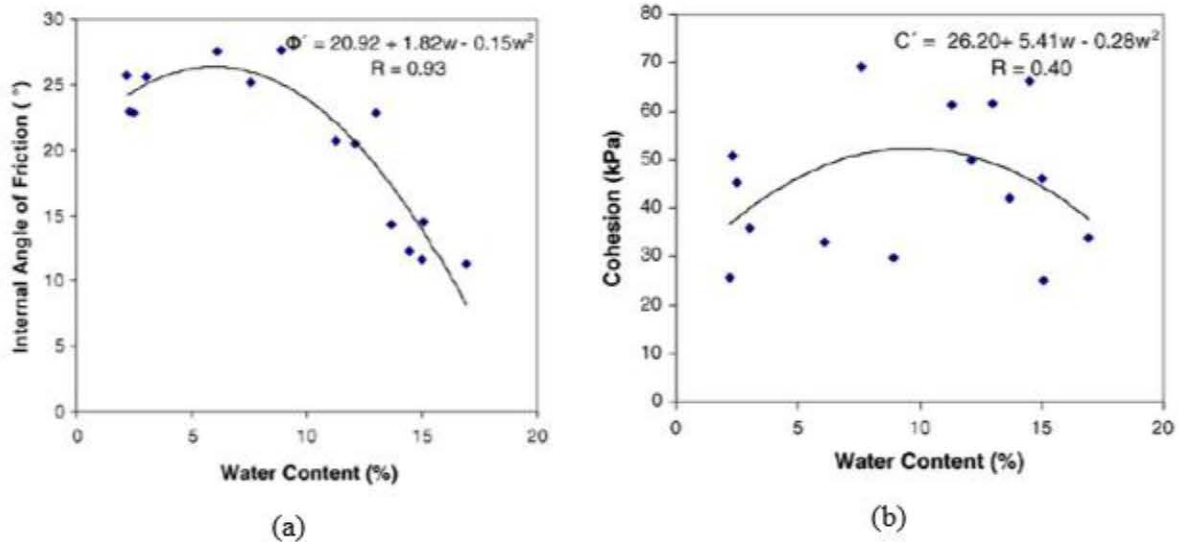 Φ´ = 20.92 + 1.82w - 0.15w²
R = 0.93
Internal Angle of Friction (°)
30
25
20
15
10
5
0
0 5 10 15 20
Water Content (%)
(a)
C´ = 26.20+ 5.41w - 0.28w²
R = 0.40
Cohesion (kPa)
80
70
60
50
40
30
20
10
0
0 5 10 15 20
Water Content (%)
(b)